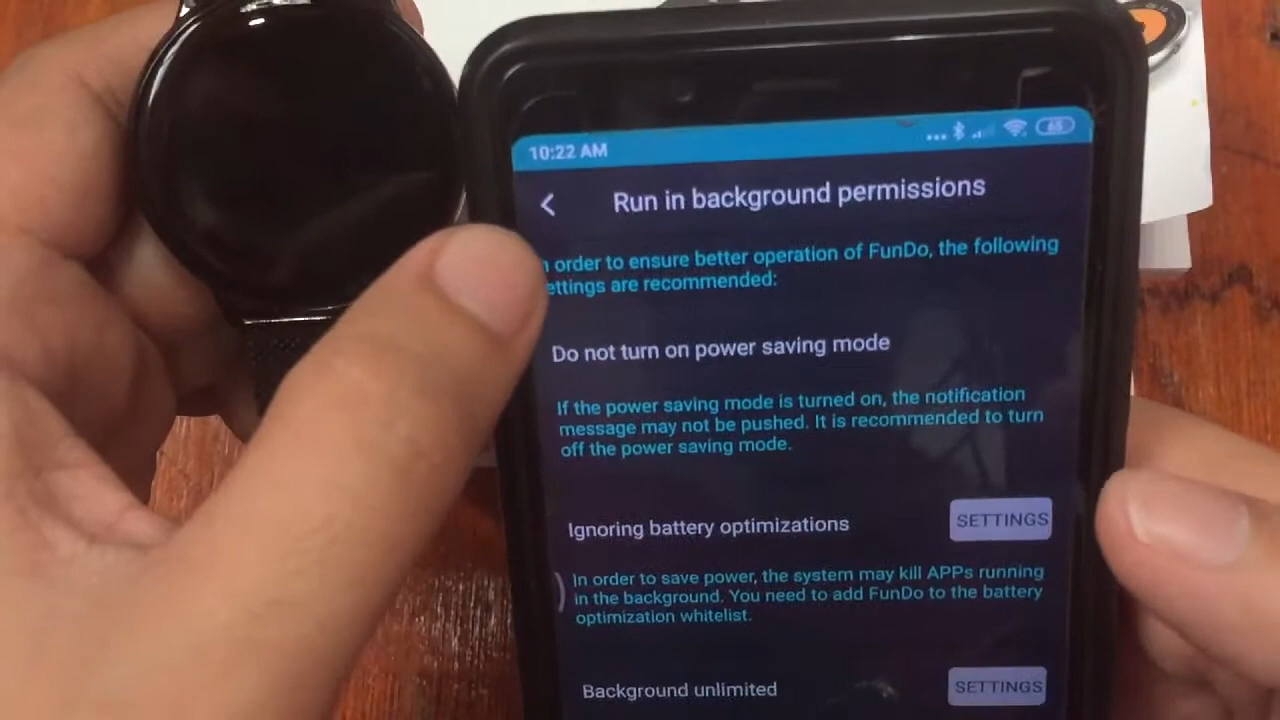 10:22 AM
65
Run in background permissions
order to ensure better operation of FunDo, the following
ettings are recommended:
Do not turn on power saving mode
If the power saving mode is turned on, the notification
message may not be pushed. It is recommended to turn
off the power saving mode.
Ignoring battery optimizations
SETTINGS
In order to save power, the system may kill APPs running
in the background. You need to add FunDo to the battery
optimization whitelist.
Background unlimited
SETTINGS